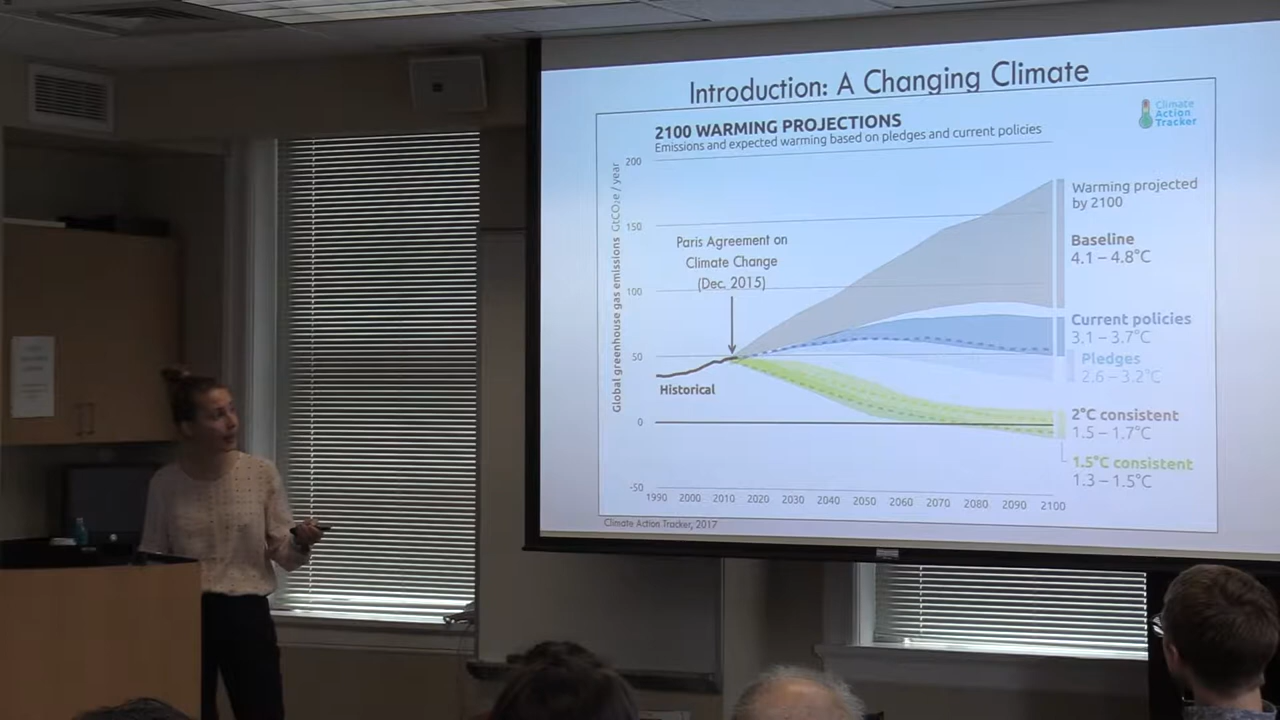 Introduction: A Changing Climate
2100 WARMING PROJECTIONS
Emissions and expected warming based on pledges and current policies
Climate
Action
Tracker
Global greenhouse gas emissions GtCO₂e / year
200
150
100
50
0
-50
Paris Agreement on
Climate Change
(Dec. 2015)
Historical
Warming projected
by 2100
Baseline
4.1 – 4.8°C
Current policies
3.1 – 3.7°C
Pledges
2.6 – 3.2°C
2°C consistent
1.5 – 1.7°C
1.5°C consistent
1.3 – 1.5°C
1990 2000 2010 2020 2030 2040 2050 2060 2070 2080 2090 2100
Climate Action Tracker, 2017